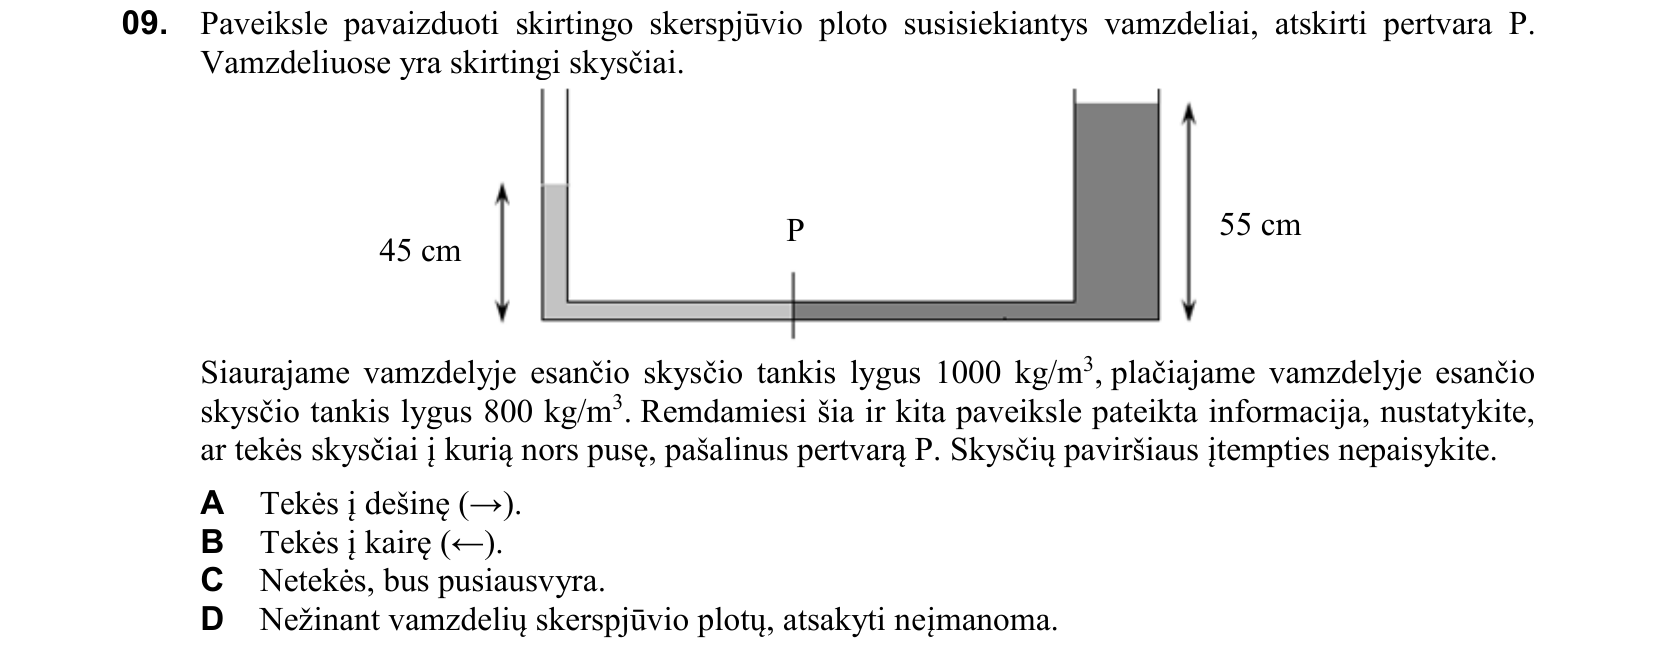 09. Paveiksle pavaizduoti skirtingo skerspjūvio ploto susisiekiantys vamzdeliai, atskirti pertvara P.
Vamzdeliuose yra skirtingi skysčiai.
P
45 cm
55 cm
Siaurajame vamzdelyje esančio skysčio tankis lygus 1000 kg/m³, plačiajame vamzdelyje esančio
skysčio tankis lygus 800 kg/m³. Remdamiesi šia ir kita paveiksle pateikta informacija, nustatykite,
ar tekės skysčiai į kurią nors pusę, pašalinus pertvarą P. Skysčių paviršiaus įtempties nepaisykite.
A Tekės į dešinę (→).
B Tekės į kairę (←).
C Netekės, bus pusiausvyra.
D Nežinant vamzdelių skerspjūvio plotų, atsakyti neįmanoma.